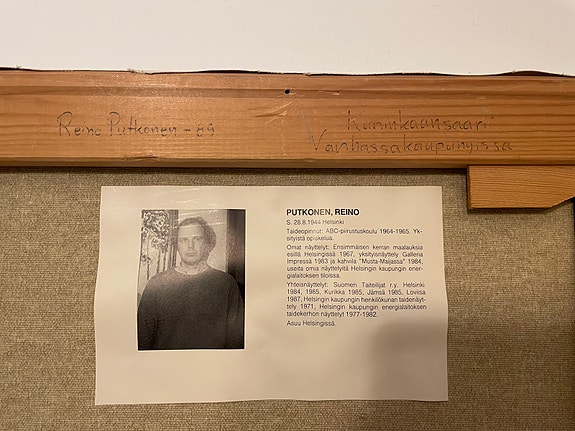 Reino Putkonen - 89
"Kuninkaansaari"
Vanhassakaupungissa
PUTKONEN, REINO
S. 28.8.1944 Helsinki
Taideopinnot: ABC-piirustuskoulu 1964-1965. Yk-
sityistä opiskelua.
Omat näyttelyt: Ensimmäisen kerran maalauksia
esillä Helsingissä 1967, yksityisnäyttely Galleria
Impressä 1983 ja kahvila "Musta-Maijassa" 1984,
useita omia näyttelyitä Helsingin kaupungin ener-
gialaitoksen tiloissa.
Yhteisnäyttelyt: Suomen Taiteilijat r.y. Helsinki
1984, 1985, Kurikka 1985, Jämsä 1985, Loviisa
1987, Helsingin kaupungin henkilökunan taidenäyt-
tely 1971, Helsingin kaupungin energialaitoksen
taidekerhon näyttelyt 1977-1982.
Asuu Helsingissä.